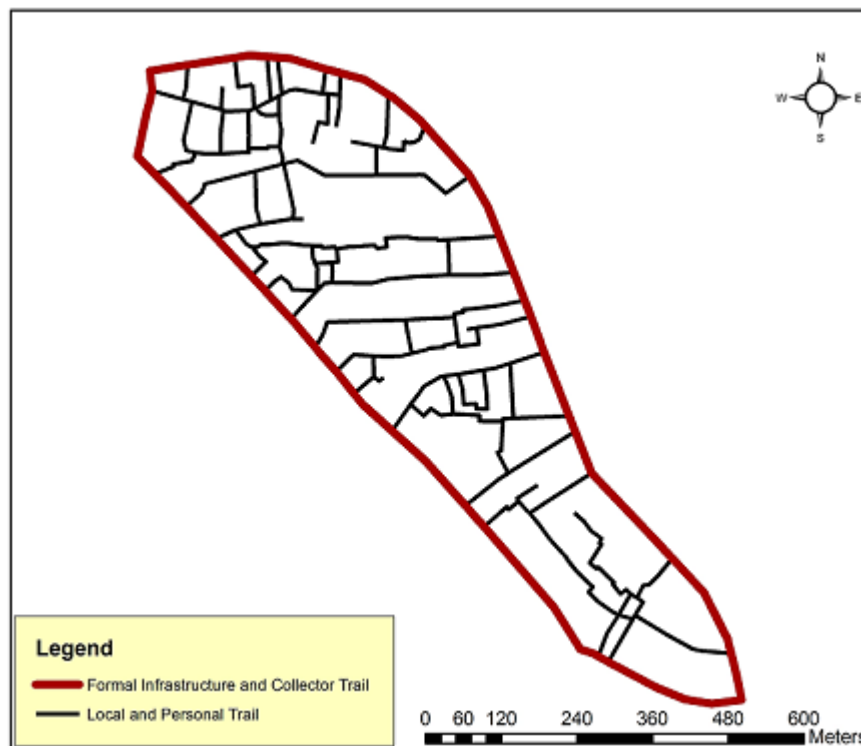 N
W E
S
Legend
Formal Infrastructure and Collector Trail
Local and Personal Trail
0 60 120 240 360 480 600
Meters